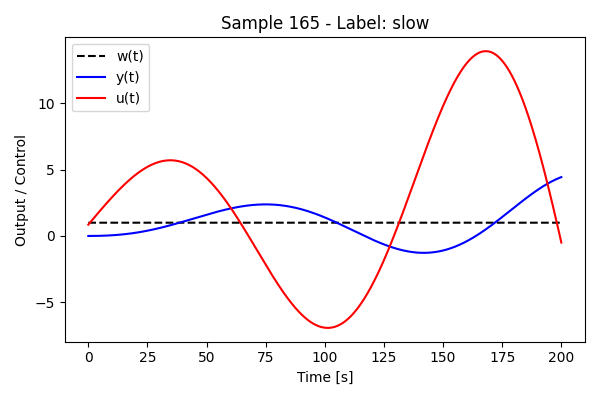 Sample 165 - Label: slow
w(t)
y(t)
u(t)
Output / Control
10
5
0
−5
0 25 50 75 100 125 150 175 200
Time [s]